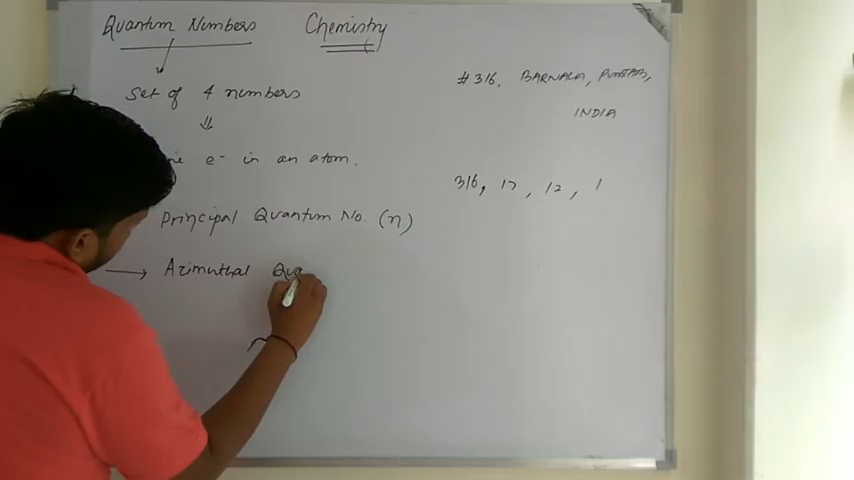 Quantum Numbers Chemistry
Set of 4 numbers
#316, BARNALA, PUNJAB,
INDIA
e- in an atom.
316, 17, 12, 1
Principal Quantum No. (n)
Azimuthal Qua